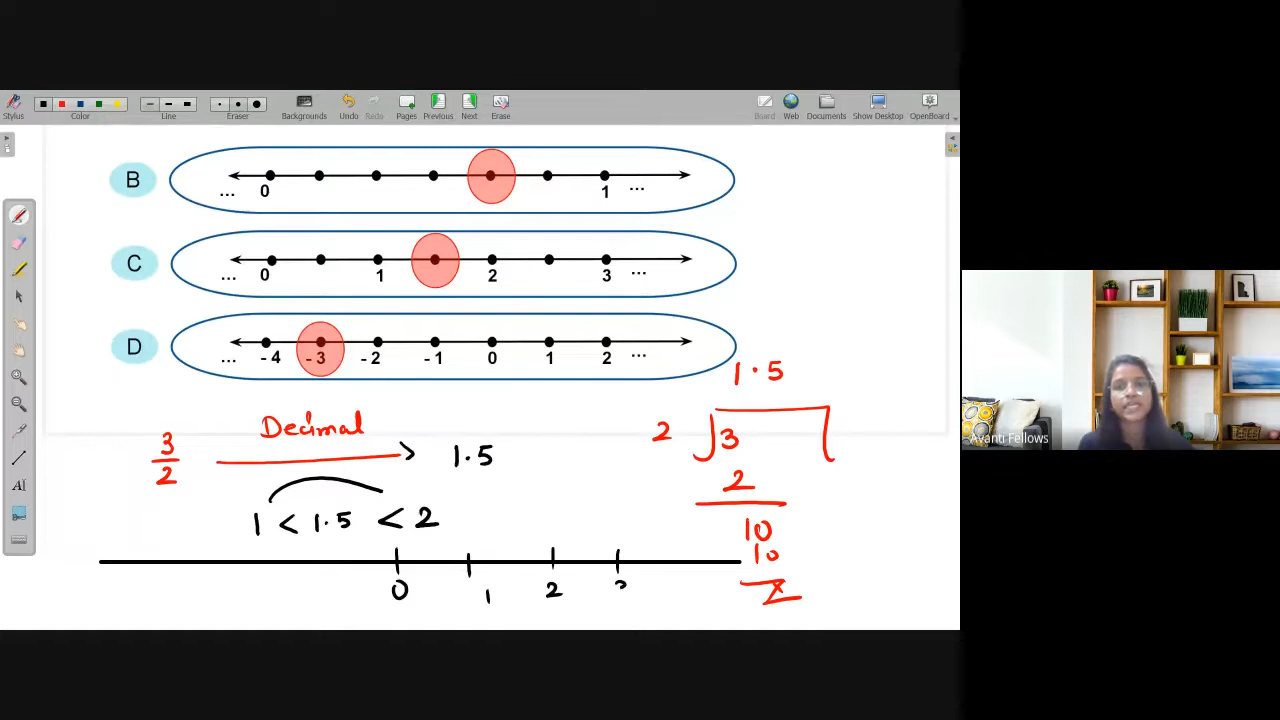 Stylus Color Line Eraser Backgrounds Undo Redo Pages Previous Next Erase Board Web Documents Show Desktop OpenBoard
B
... 0 1 ...
C
... 0 1 2 3 ...
D
... -4 -3 -2 -1 0 1 2 ...
3/2 Decimal 1.5
1 < 1.5 < 2
0 1 2
1.5
2 3
2
10
10
x
Avanti Fellows